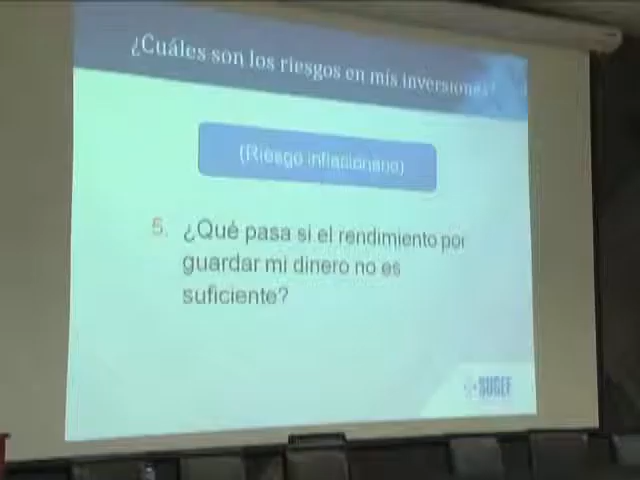 ¿Cuáles son los riesgos en mis inversiones?
(Riesgo inflacionario)
5. ¿Qué pasa si el rendimiento por
guardar mi dinero no es
suficiente?
SUGEF